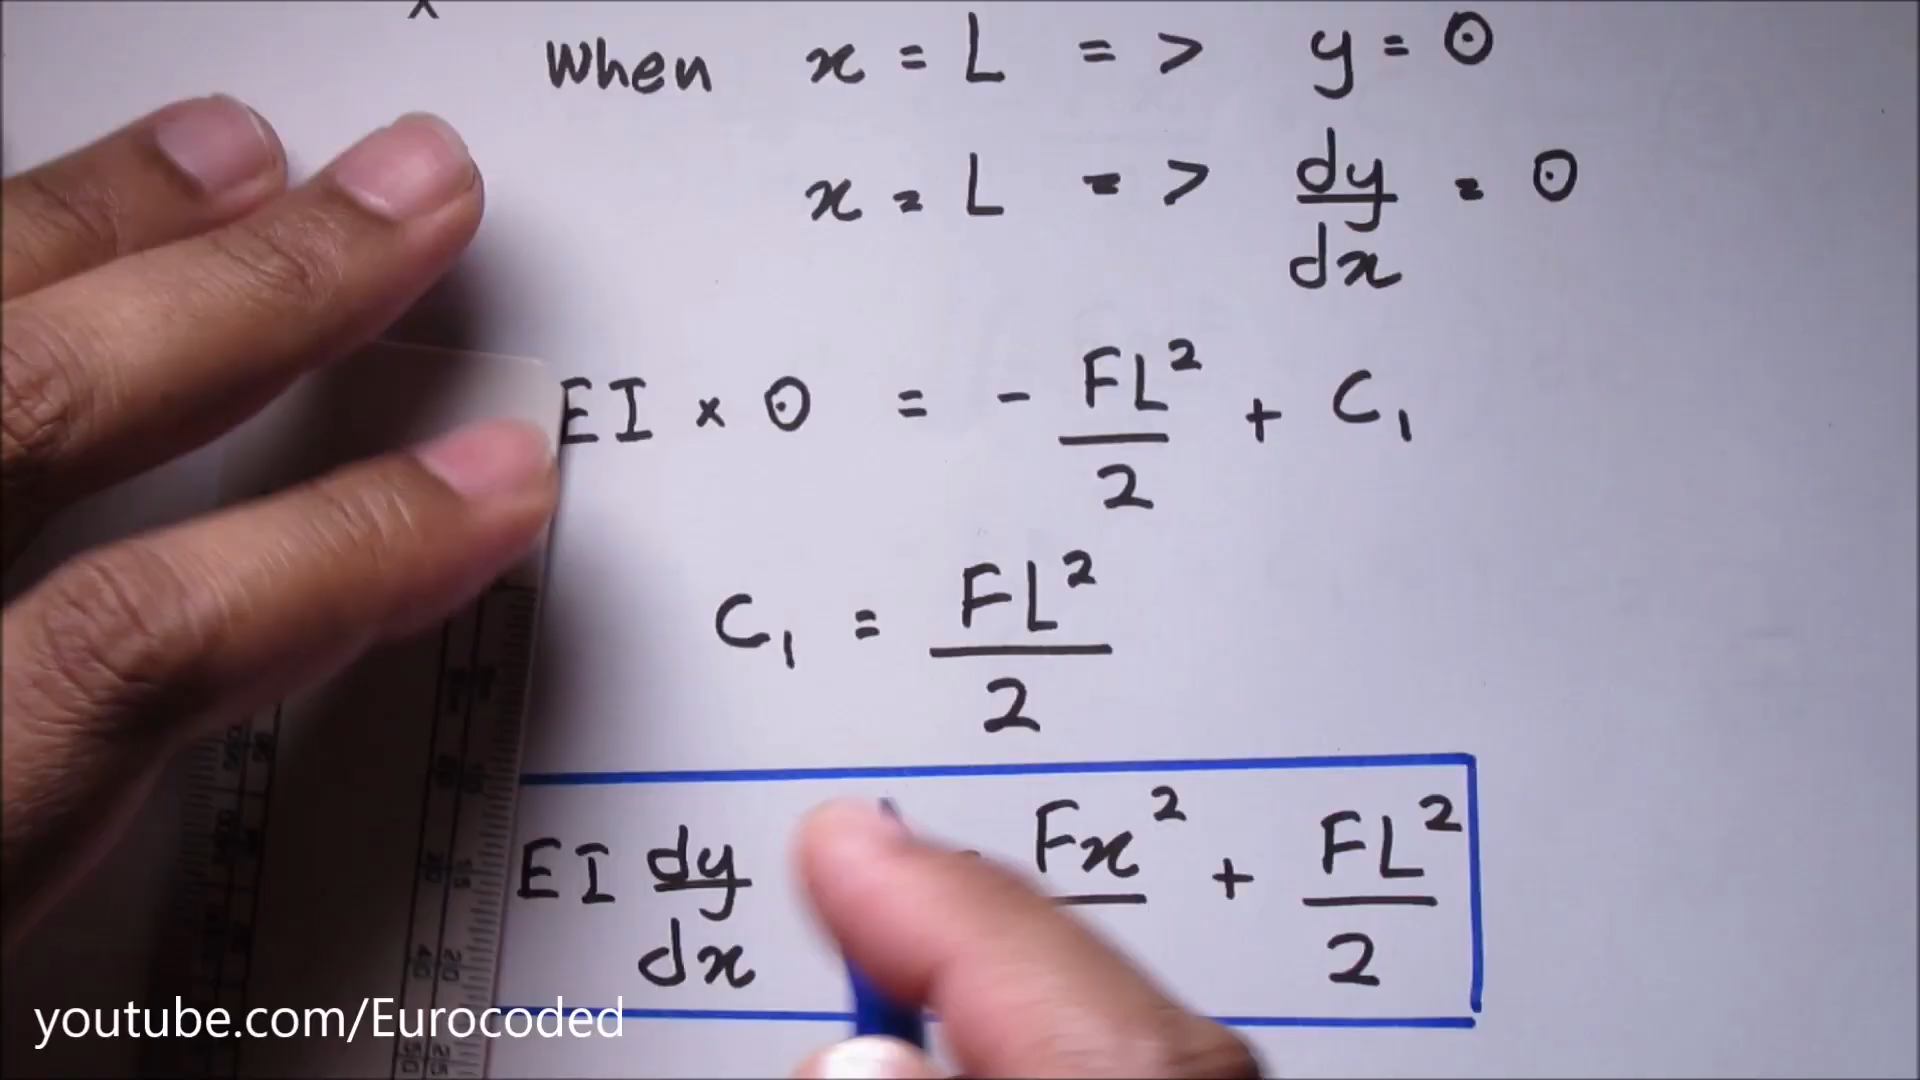 When x = L => y = 0
x = L => dy/dx = 0
EI × 0 = - FL²/2 + C₁
C₁ = FL²/2
EI dy/dx Fx² + FL²/2
youtube.com/Eurocoded